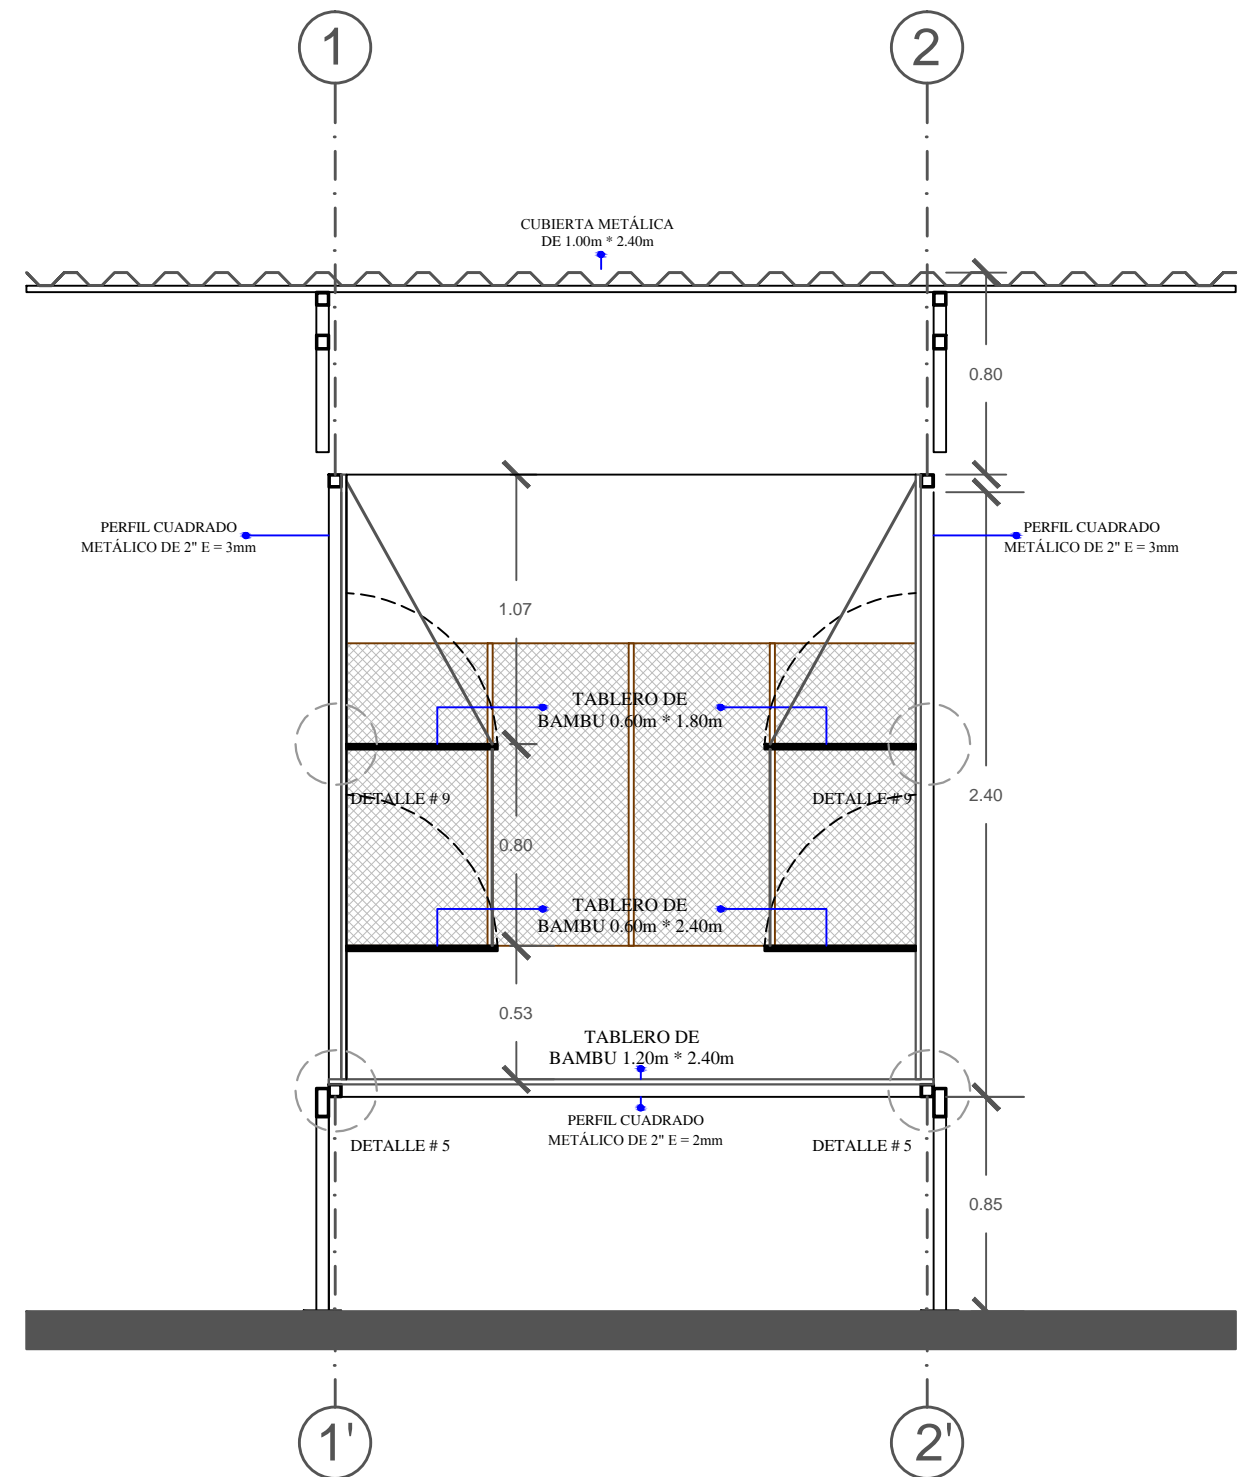 1
2
CUBIERTA METÁLICA
DE 1.00m * 2.40m
0.80
PERFIL CUADRADO
METÁLICO DE 2" E = 3mm
PERFIL CUADRADO
METÁLICO DE 2" E = 3mm
1.07
TABLERO DE
BAMBU 0.60m * 1.80m
DETALLE # 9
DETALLE # 9
2.40
0.80
TABLERO DE
BAMBU 0.60m * 2.40m
0.53
TABLERO DE
BAMBU 1.20m * 2.40m
PERFIL CUADRADO
METÁLICO DE 2" E = 2mm
DETALLE # 5
DETALLE # 5
0.85
1'
2'